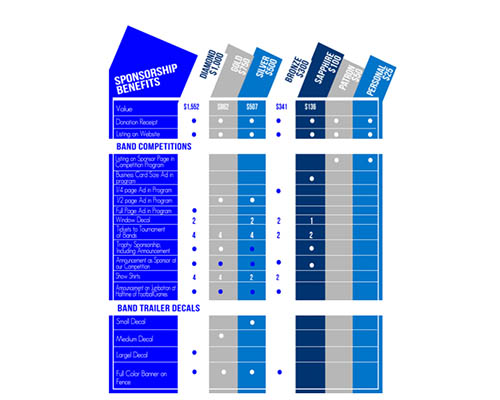 SPONSORSHIP
BENEFITS
DIAMOND
$1,000
GOLD
$750
SILVER
$500
BRONZE
$300
SAPPHIRE
$100
PATRON
$50
PERSONAL
$25
Value $1,552 $862 $507 $341 $136
Donation Receipt
Listing on Website
BAND COMPETITIONS
Listing on Sponsor Page in
Competition Program
Business Card Size Ad in
program
1/4 page Ad in Program
1/2 page Ad in Program
Full Page Ad in Program
Window Decal 2 2 2 1
Tickets to Tournament
of Bands 4 4 4 2 2
Trophy Sponsorship,
Including Announcement
Announcement as Sponsor at
our Competition
Show Shirts 4 4 2 2
Announcement on Jumbotron at
Halftime of Football Games
BAND TRAILER DECALS
Small Decal
Medium Decal
Largel Decal
Full Color Banner on
Fence